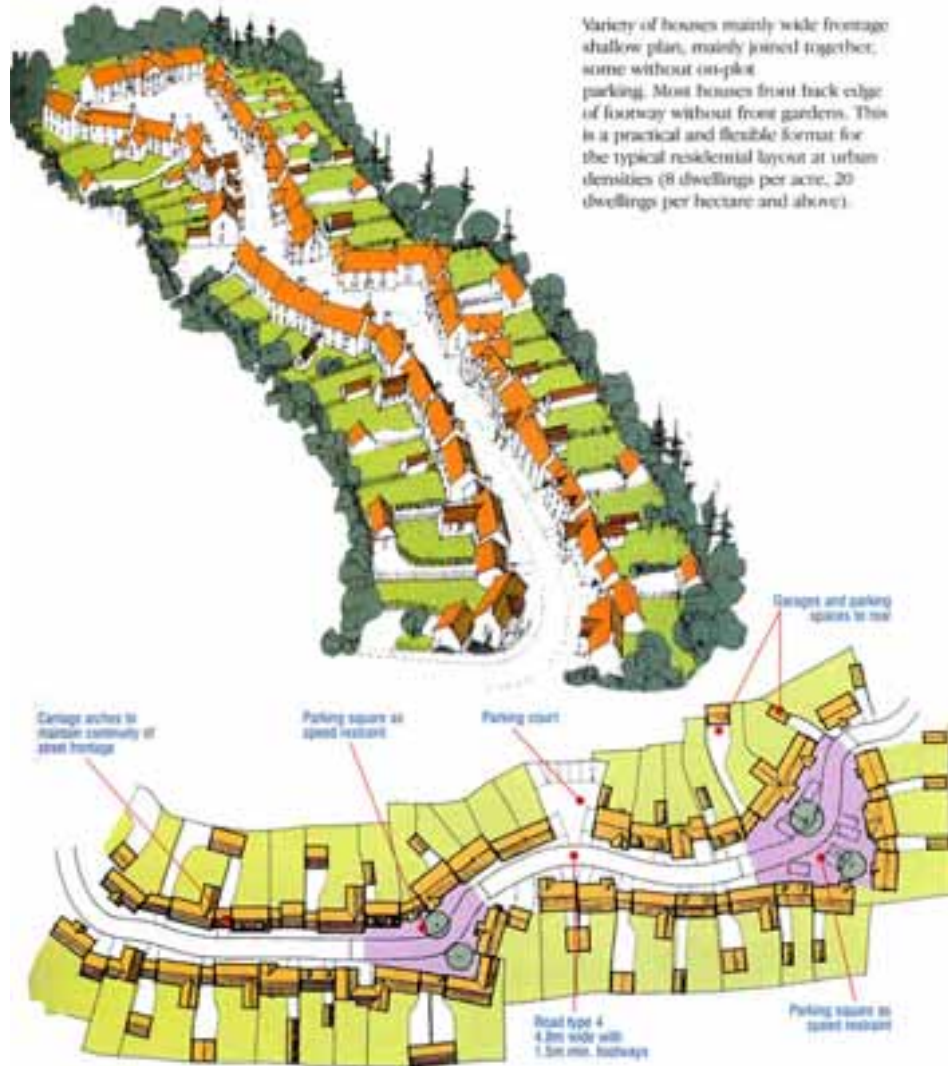 Variety of houses mainly wide frontage
shallow plan, mainly joined together,
some without on-plot
parking. Most houses front back edge
of footway without front gardens. This
is a practical and flexible format for
the typical residential layout at urban
densities (8 dwellings per acre, 20
dwellings per hectare and above).
Garages and parking
spaces to rear
Carriage arches to
maintain continuity of
street frontage
Parking square as
speed restraint
Parking court
Road type 4
4.8m wide with
1.5m min. footways
Parking square as
speed restraint